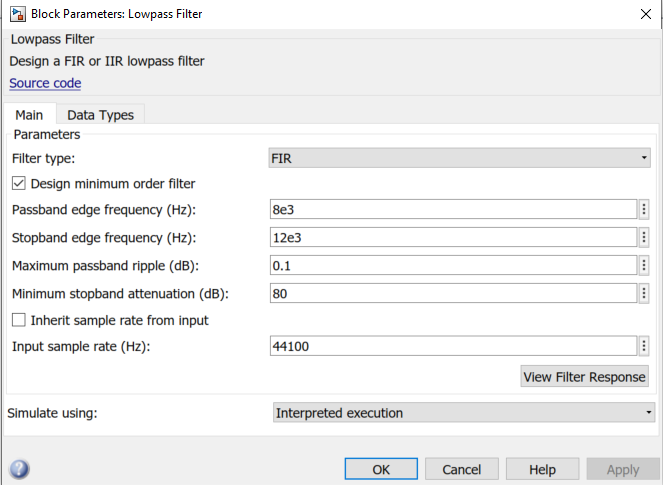 Block Parameters: Lowpass Filter
Lowpass Filter
Design a FIR or IIR lowpass filter
Source code
Main Data Types
Parameters
Filter type: FIR
Design minimum order filter
Passband edge frequency (Hz): 8e3
Stopband edge frequency (Hz): 12e3
Maximum passband ripple (dB): 0.1
Minimum stopband attenuation (dB): 80
Inherit sample rate from input
Input sample rate (Hz): 44100
View Filter Response
Simulate using: Interpreted execution
OK Cancel Help Apply